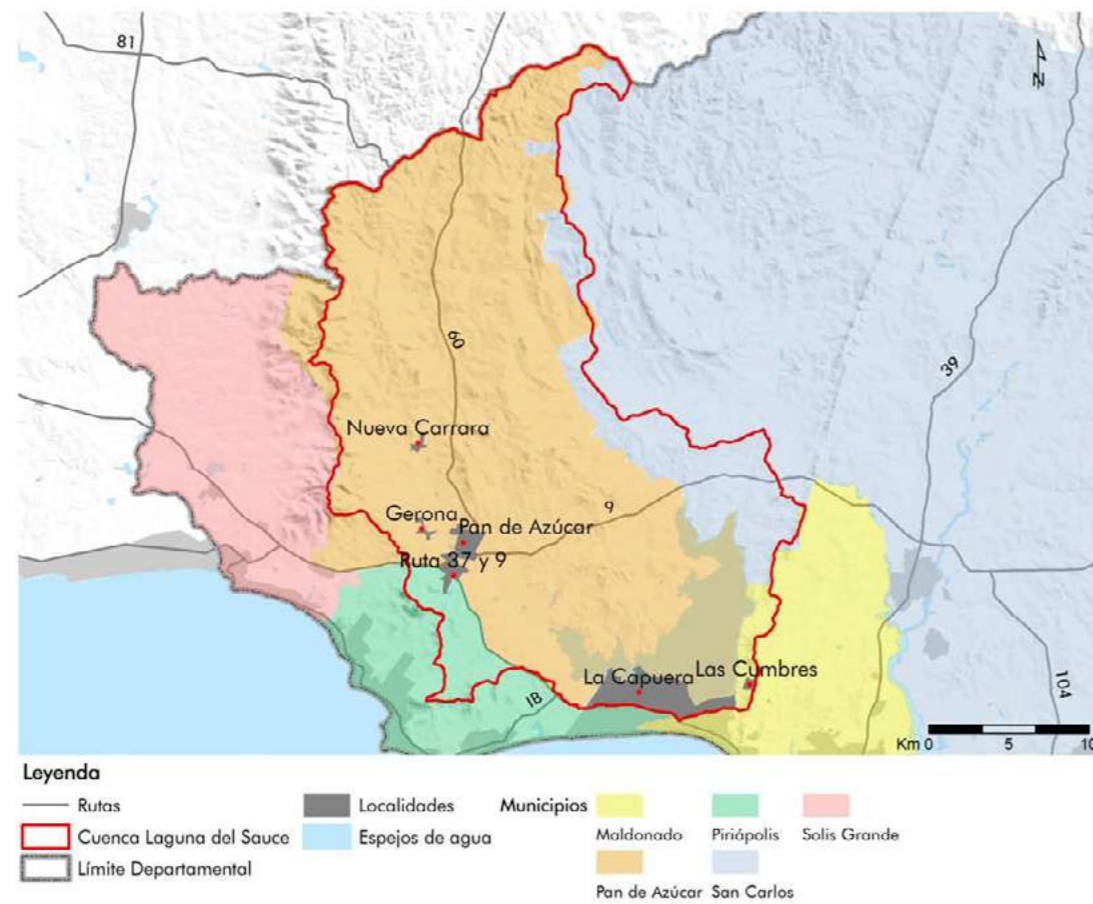 81
N
60
39
Nueva Carrara
9
Gerona
Pan de Azúcar
Ruta 37 y 9
La Capuera
Las Cumbres
IB
104
Km 0 5 10
Leyenda
Rutas
Localidades
Municipios
Cuenca Laguna del Sauce
Espejos de agua
Maldonado
Piriápolis
Solis Grande
Límite Departamental
Pan de Azúcar
San Carlos